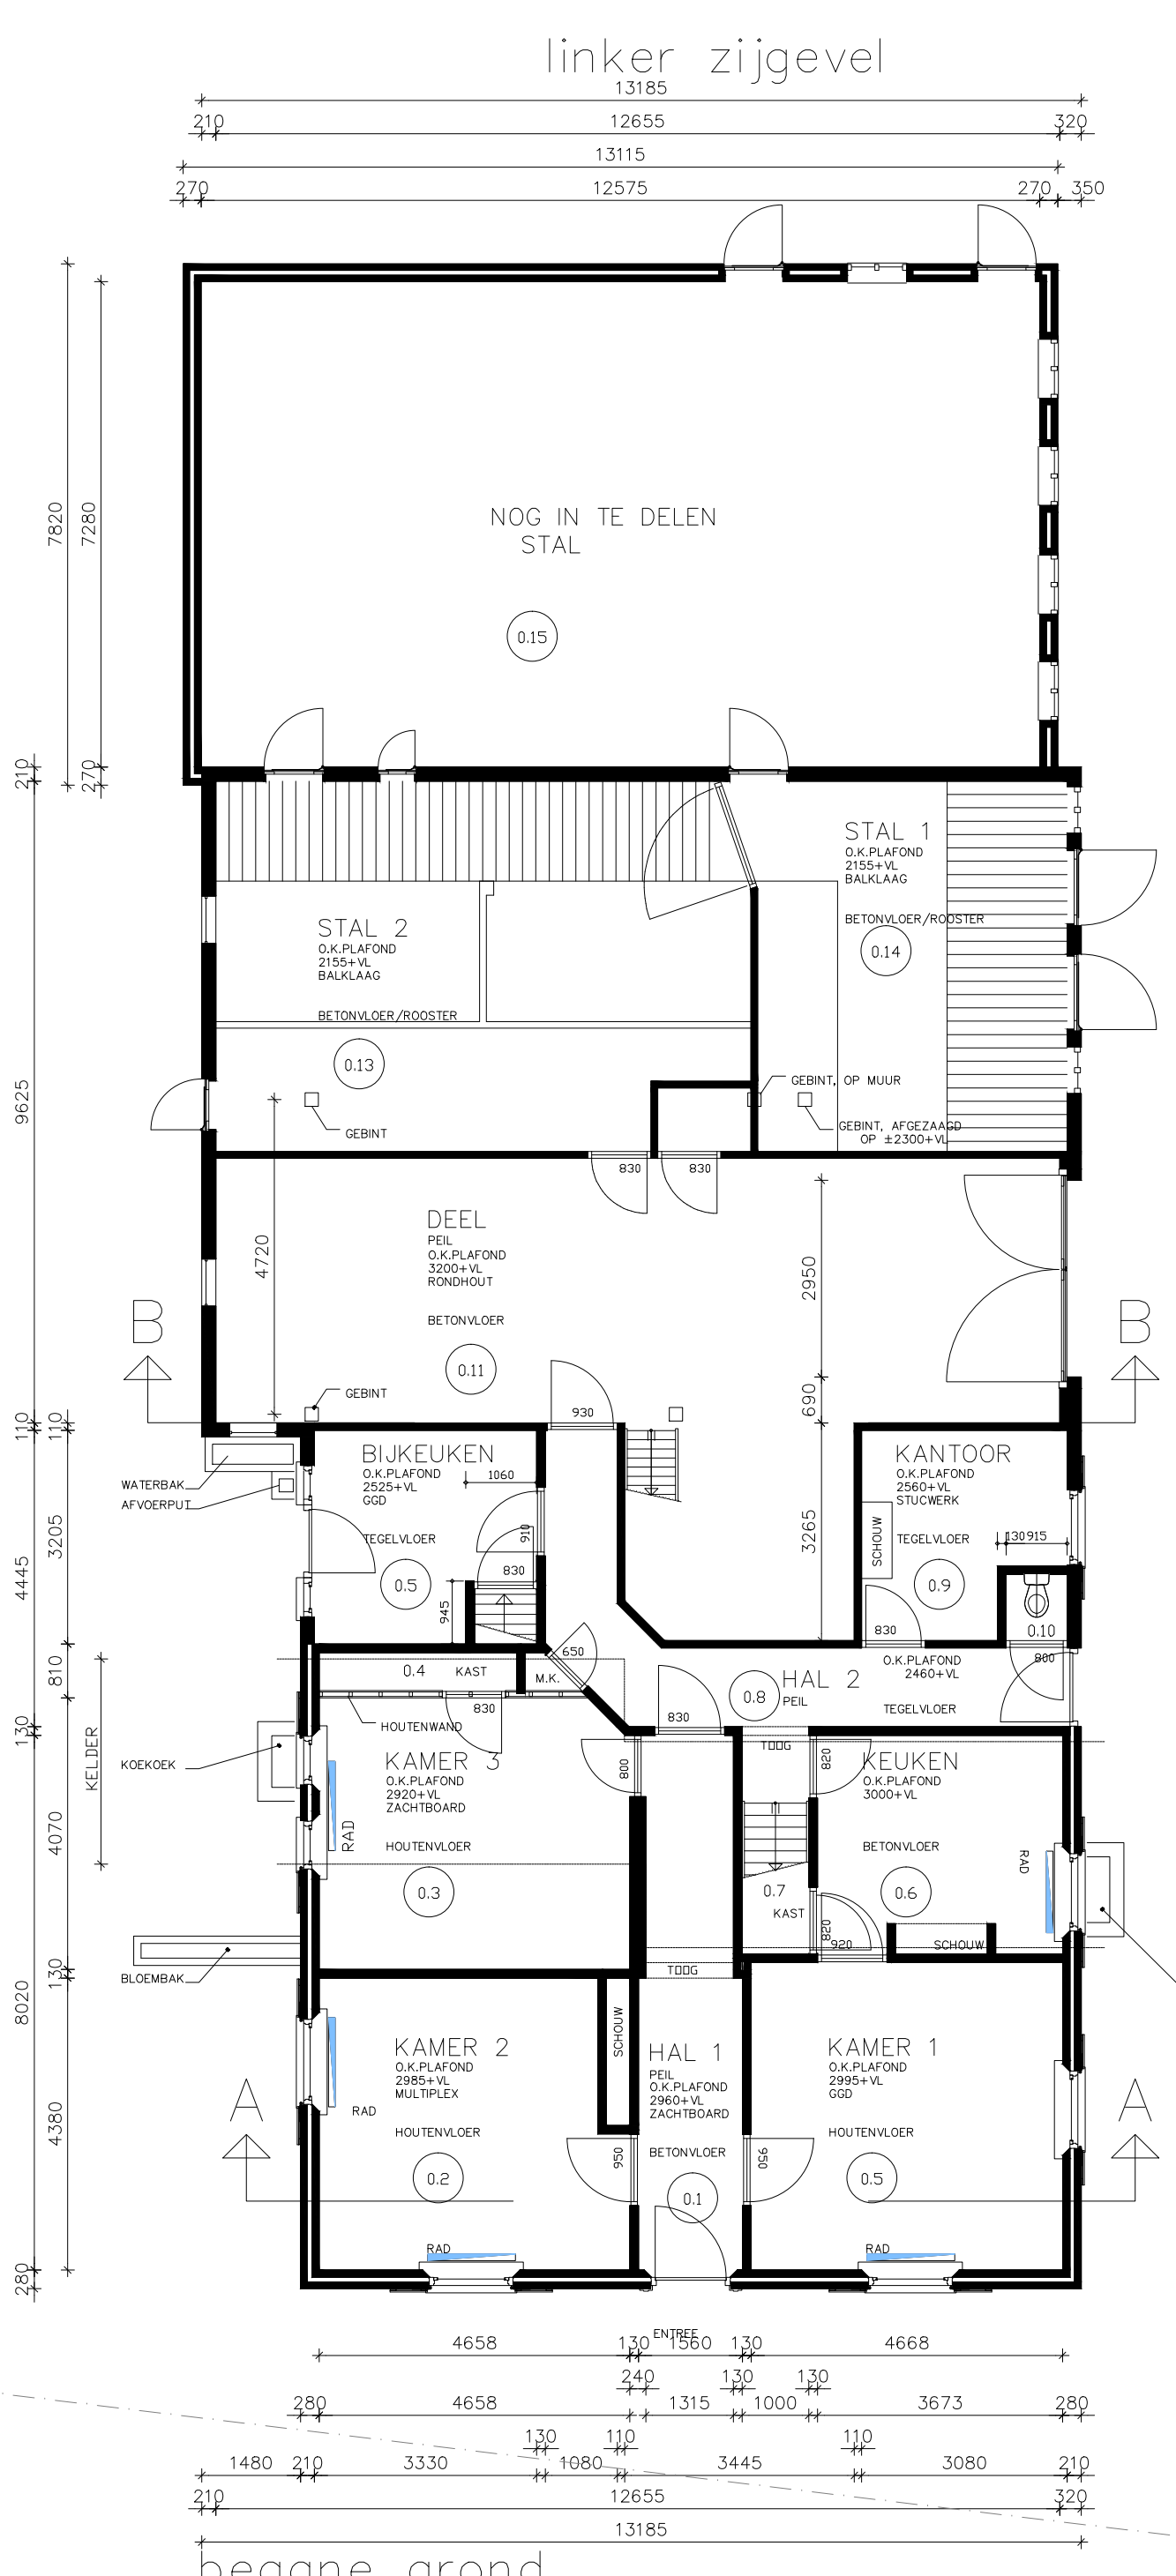 linker zijgevel
13185
210 12655 320
13115
270 12575 270 350
7820
7280
NOG IN TE DELEN
STAL
0.15
210
270
STAL 1
O.K.PLAFOND
2155+VL
BALKLAAG
BETONVLOER/ROOSTER
0.14
STAL 2
O.K.PLAFOND
2155+VL
BALKLAAG
BETONVLOER/ROOSTER
0.13
9625
GEBINT, OP MUUR
GEBINT, AFGEZAAGD
OP ±2300+VL
GEBINT
830
830
DEEL
PEIL
O.K.PLAFOND
3200+VL
RONDHOUT
BETONVLOER
0.11
4720
2950
B
B
690
GEBINT
930
110
110
BIJKEUKEN
O.K.PLAFOND
2525+VL
GGD
TEGELVLOER
0.5
1060
910
830
945
WATERBAK
AFVOERPUT
KANTOOR
O.K.PLAFOND
2560+VL
STUCWERK
TEGELVLOER
0.9
SCHOUW
130 915
830
0.10
800
3265
3205
4445
810
130
650
0.4 KAST
M.K.
HOUTENWAND
830
HAL 2
PEIL
0.8
O.K.PLAFOND
2460+VL
TEGELVLOER
830
KELDER
KOEKOEK
KAMER 3
O.K.PLAFOND
2920+VL
ZACHTBOARD
HOUTENVLOER
0.3
RAD
800
TOOG
820
KEUKEN
O.K.PLAFOND
3000+VL
BETONVLOER
0.6
RAD
0.7
KAST
820
920
SCHOUW
4070
130
BLOEMBAK
TOOG
8020
4380
KAMER 2
O.K.PLAFOND
2985+VL
MULTIPLEX
RAD
HOUTENVLOER
0.2
SCHOUW
950
HAL 1
PEIL
O.K.PLAFOND
2960+VL
ZACHTBOARD
BETONVLOER
0.1
950
KAMER 1
O.K.PLAFOND
2995+VL
GGD
HOUTENVLOER
0.5
A
A
RAD
RAD
280
ENTREE
4658 130 1560 130 4668
240 130 130
280 4658 1315 1000 3673 280
130 110 110
1480 210 3330 1080 3445 3080 210
210 12655 320
13185
begane grond